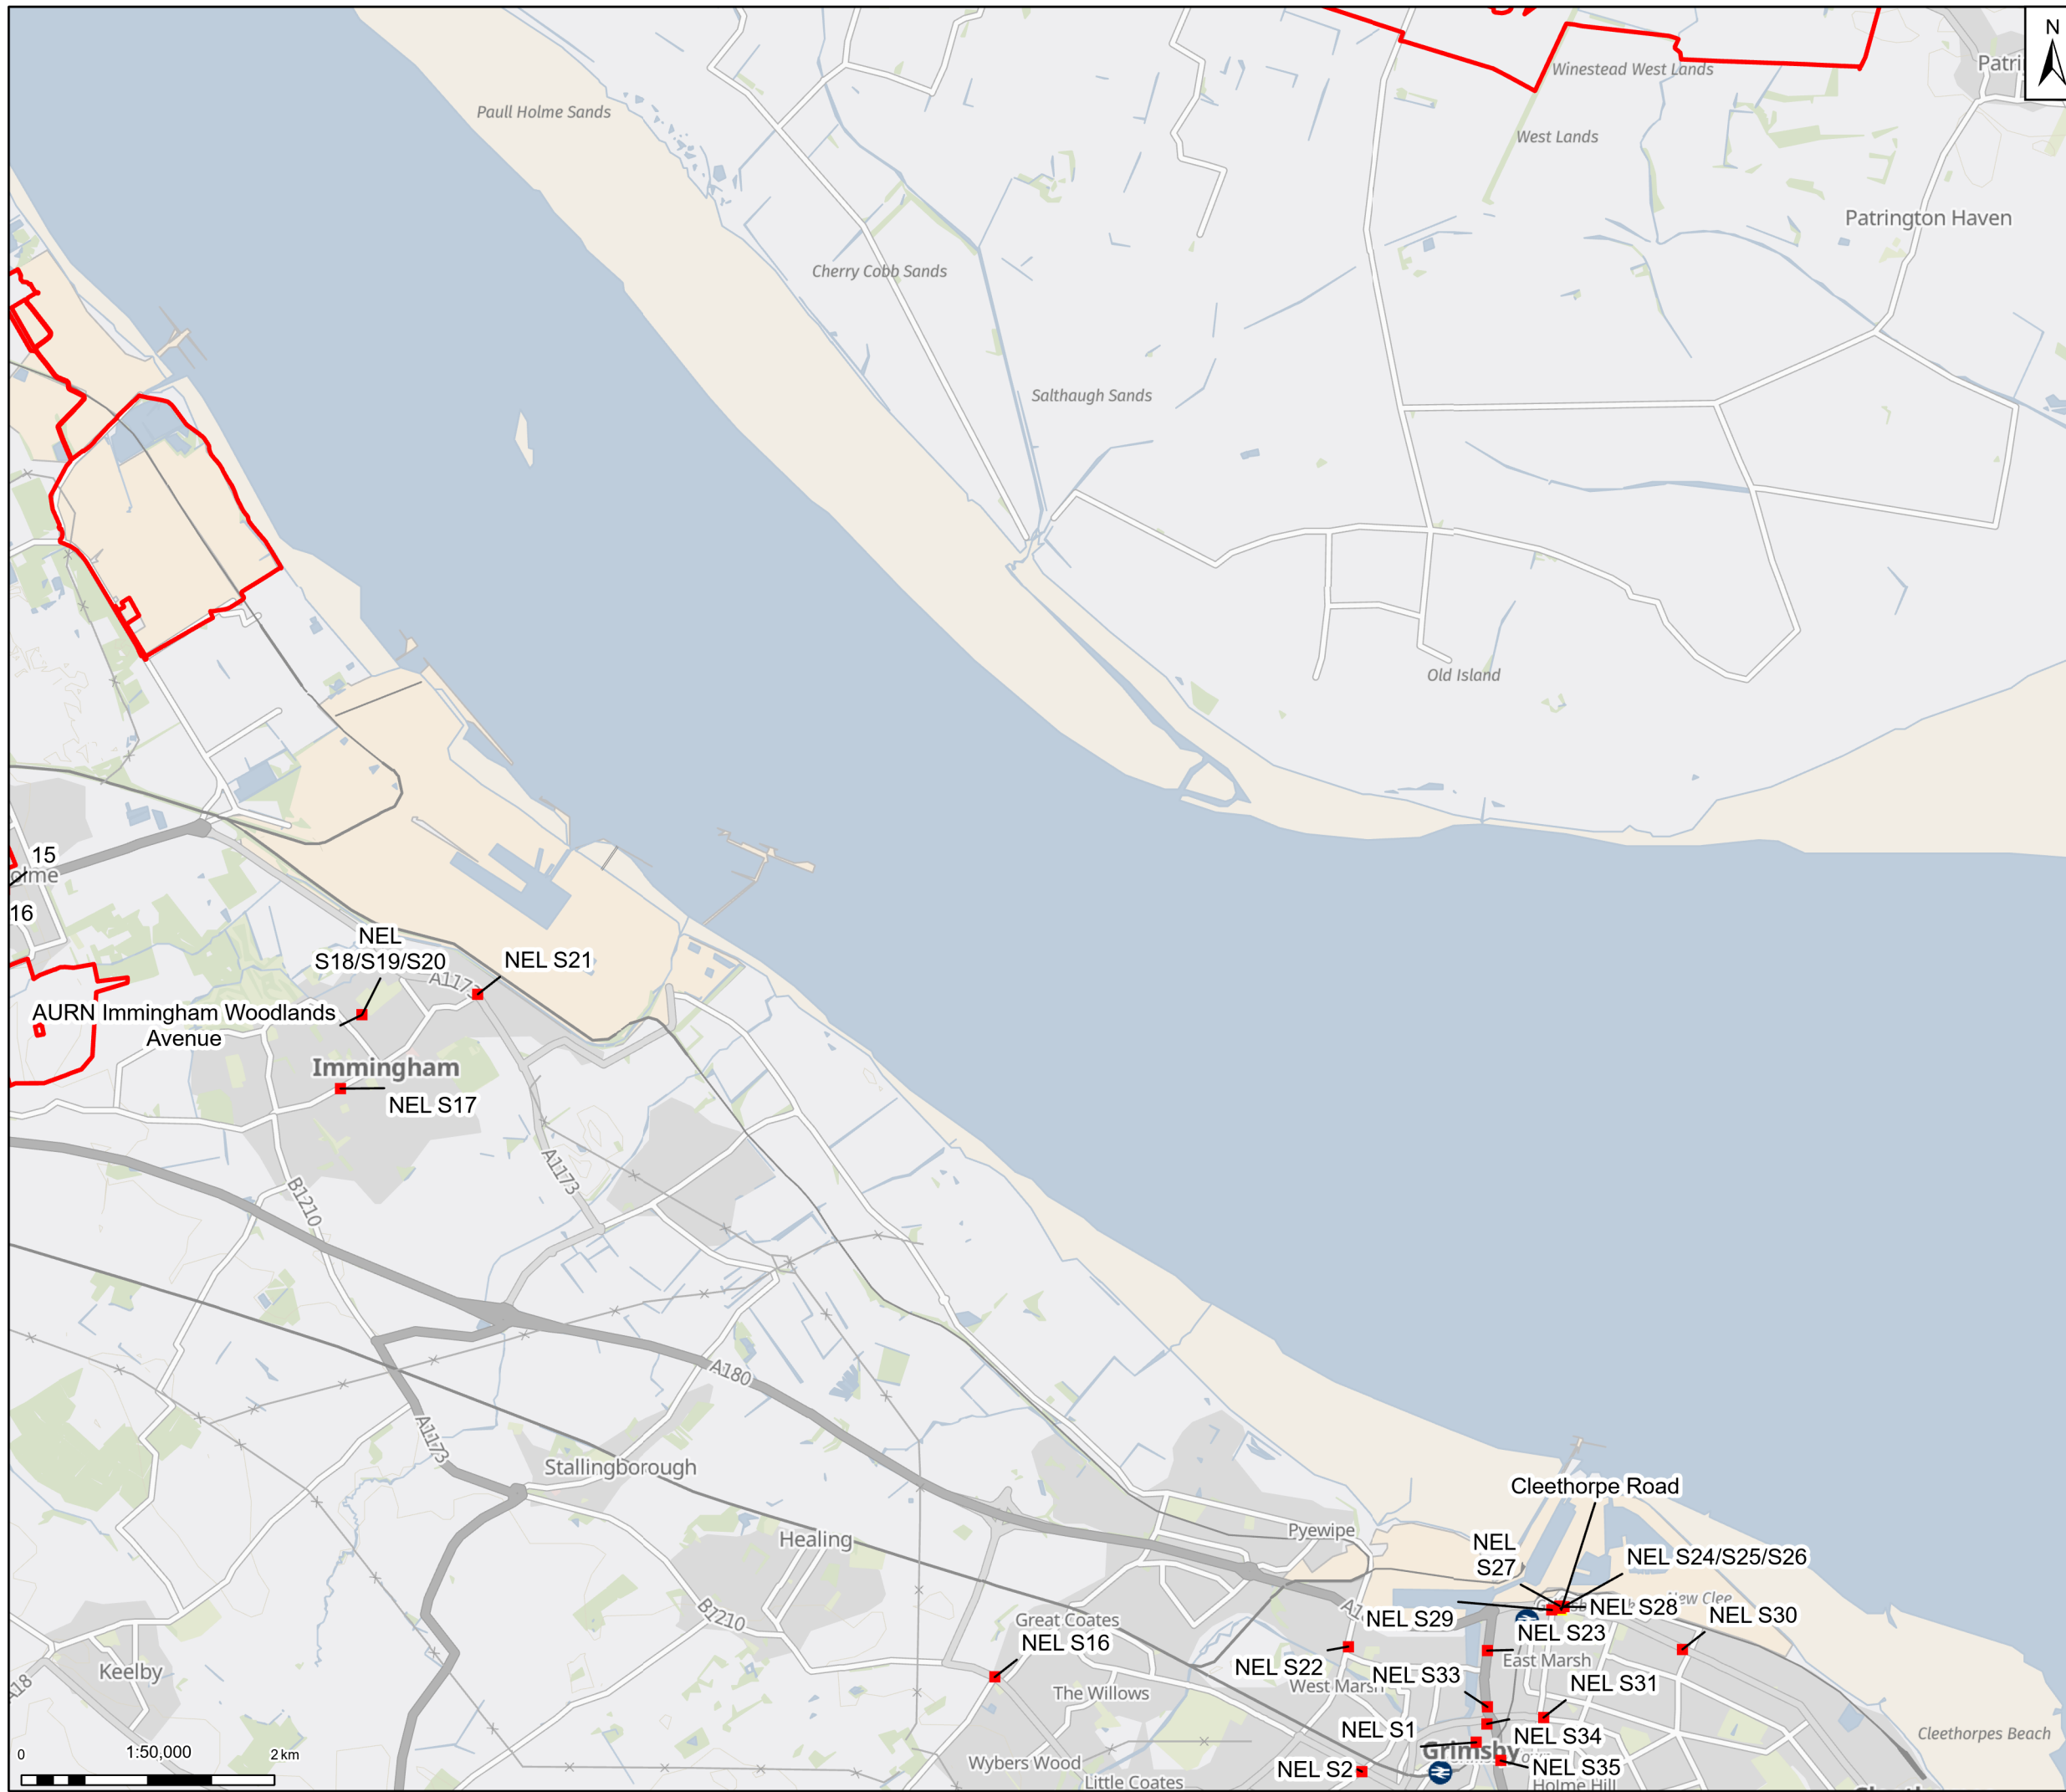 N
Winestead West Lands
Patri
Paull Holme Sands
West Lands
Patrington Haven
Cherry Cobb Sands
Salthaugh Sands
Old Island
15
olme
16
NEL
S18/S19/S20
NEL S21
A1173
AURN Immingham Woodlands
Avenue
Immingham
NEL S17
A1173
B1210
A180
A1173
Stallingborough
Cleethorpe Road
Healing
Pyewipe
NEL
S27
NEL S24/S25/S26
B1210
New Clee
NEL S28
NEL S30
NEL S29
Great Coates
NEL S16
NEL S23
East Marsh
Keelby
NEL S22
NEL S33
West Marsh
NEL S31
A18
The Willows
NEL S1
NEL S34
Cleethorpes Beach
0
1:50,000
2 km
Wybers Wood
Grimsby
NEL S2
NEL S35
Little Coates
Holme Hill